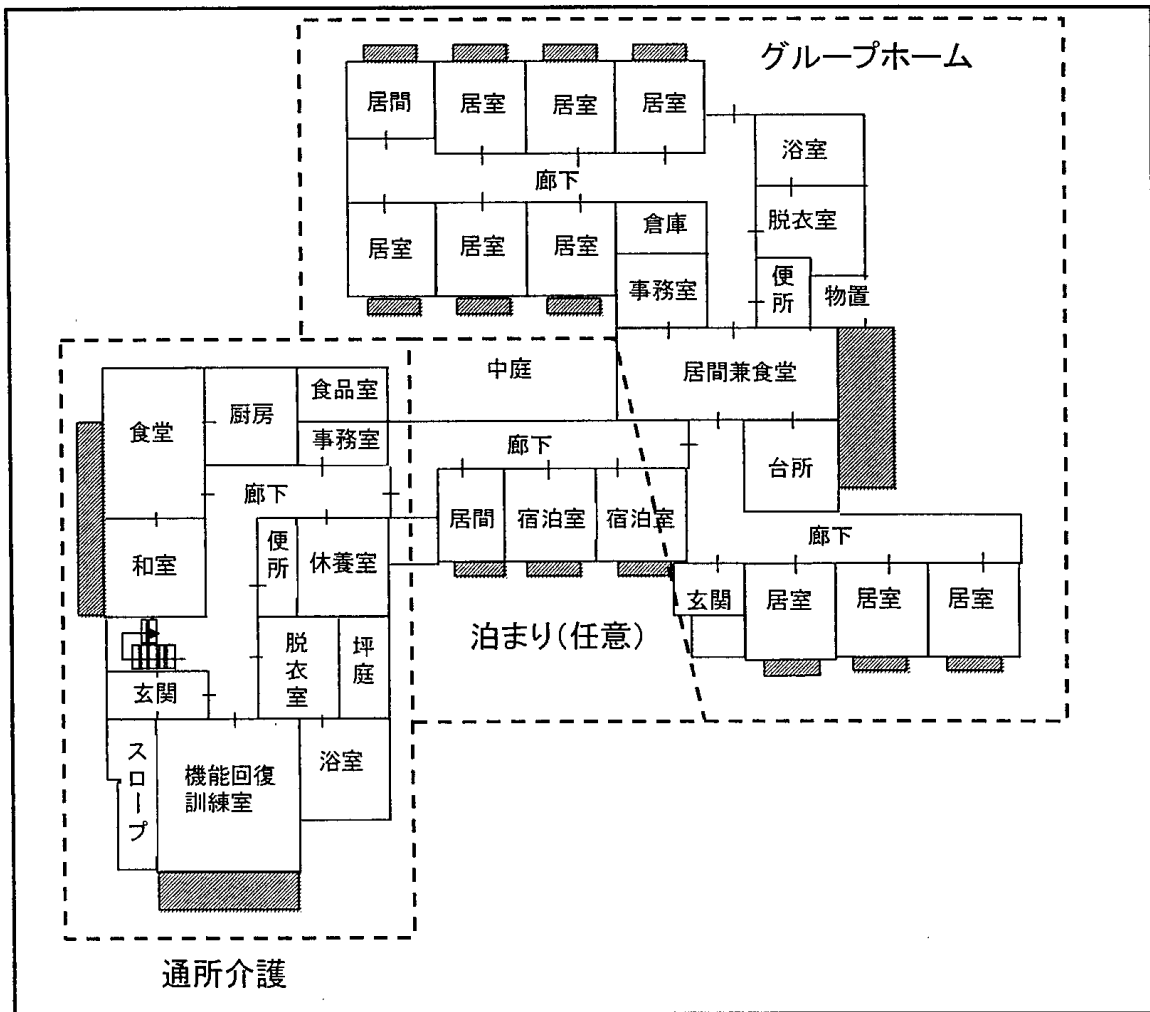 グループホーム
居間
居室
居室
居室
浴室
廊下
脱衣室
居室
居室
居室
倉庫
事務室
便所
物置
中庭
居間兼食堂
食堂
厨房
食品室
事務室
廊下
台所
廊下
居間
宿泊室
宿泊室
廊下
和室
便所
休養室
玄関
居室
居室
居室
泊まり(任意)
脱衣室
坪庭
玄関
スロープ
機能回復
訓練室
浴室
通所介護